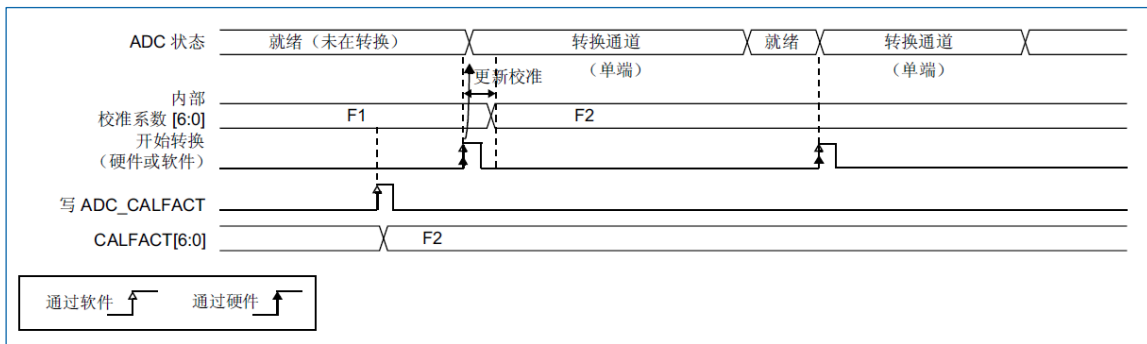 ADC 状态
就绪（未在转换）
转换通道
就绪
转换通道
（单端）
（单端）
更新校准
内部
校准系数 [6:0]
F1
F2
开始转换
（硬件或软件）
写 ADC_CALFACT
CALFACT[6:0]
F2
通过软件
通过硬件